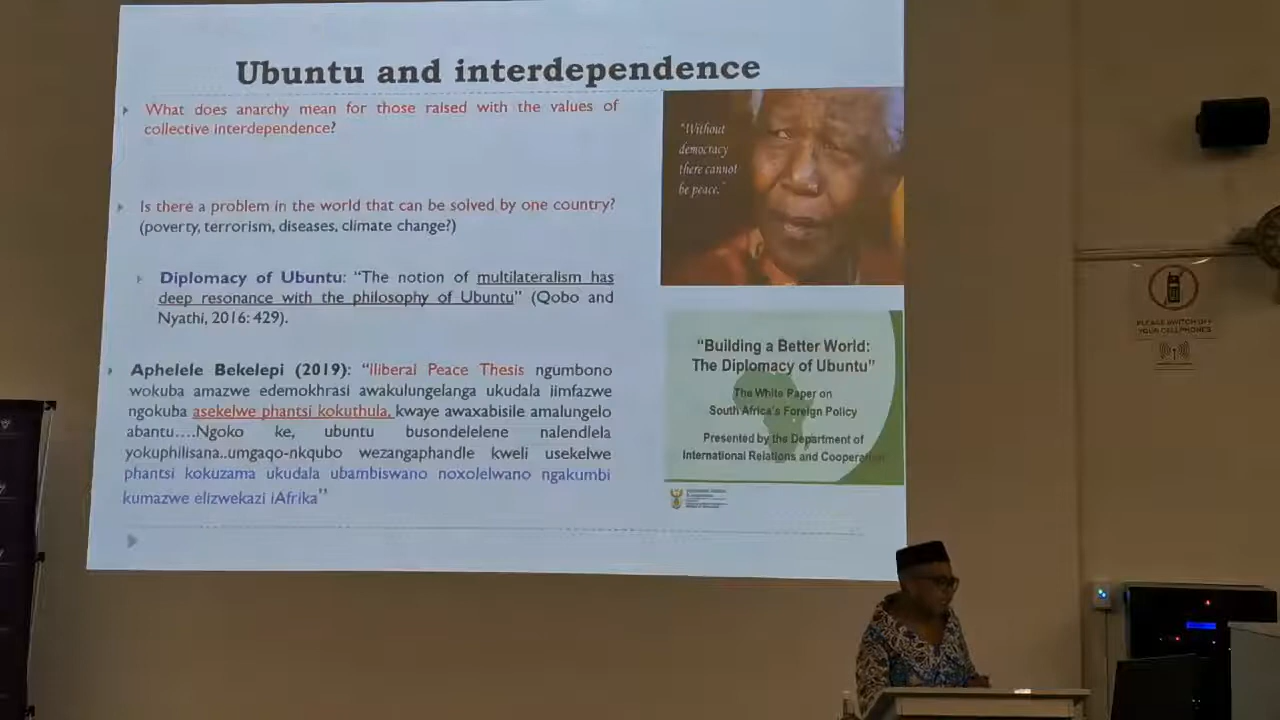 Ubuntu and interdependence
What does anarchy mean for those raised with the values of
collective interdependence?
Is there a problem in the world that can be solved by one country?
(poverty, terrorism, diseases, climate change?)
Diplomacy of Ubuntu: “The notion of multilateralism has
deep resonance with the philosophy of Ubuntu” (Qobo and
Nyathi, 2016: 429).
Aphelele Bekelepi (2019): “Iliberal Peace Thesis ngumbono
wokuba amazwe edemokhrasi awakulungelanga ukudala iimfazwe
ngokuba asekelwe phantsi kokuthula, kwaye awaxabisile amalungelo
abantu….Ngoko ke, ubuntu busondelelene nalendlela
yokuphilisana..umgaqo-nkqubo wezangaphandle kweli usekelwe
phantsi kokuzama ukudala ubambiswano noxolelwano ngakumbi
kumazwe elizwekazi iAfrika”
“Without
democracy
there cannot
be peace.”
“Building a Better World:
The Diplomacy of Ubuntu”
The White Paper on
South Africa's Foreign Policy
Presented by the Department of
International Relations and Cooperation
PLEASE SWITCH OFF
YOUR CELLPHONES